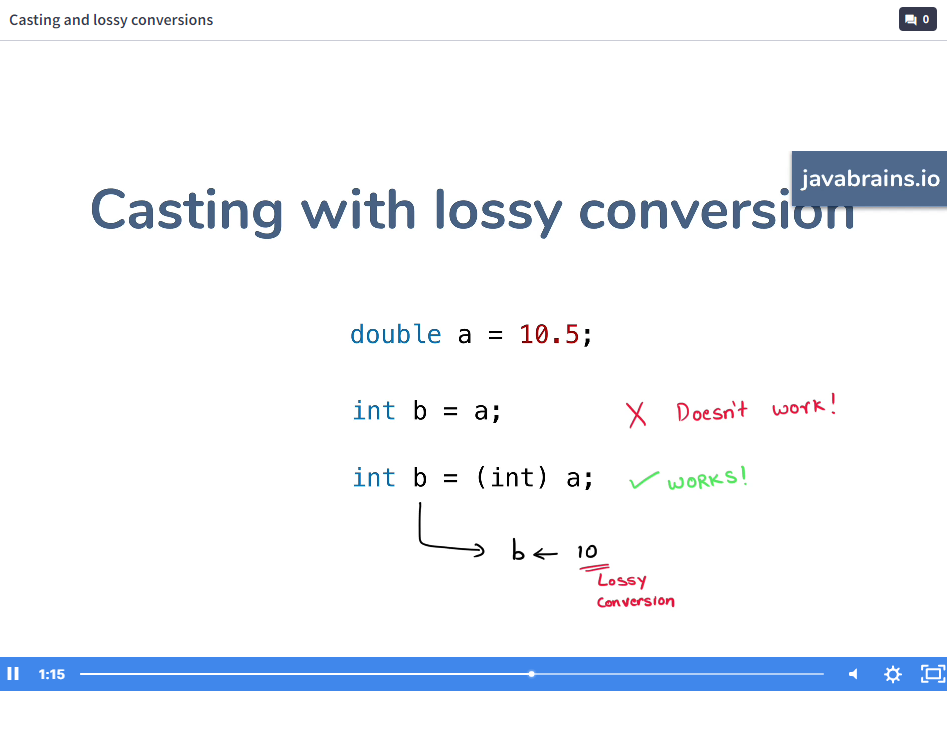 Casting and lossy conversions
0
javabrains.io
Casting with lossy conversion
double a = 10.5;
int b = a; X Doesn't work!
int b = (int) a; ✓ WORKS!
b ← 10
Lossy
Conversion
1:15